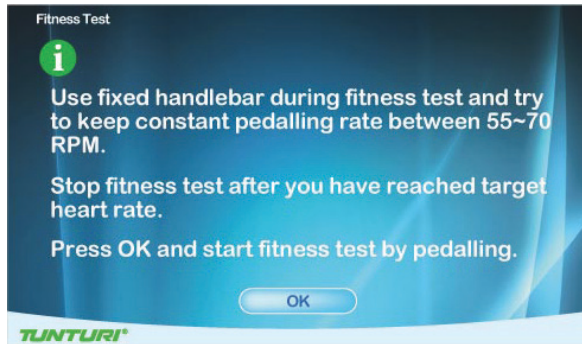 Fitness Test
i
Use fixed handlebar during fitness test and try
to keep constant pedalling rate between 55~70
RPM.
Stop fitness test after you have reached target
heart rate.
Press OK and start fitness test by pedalling.
OK
TUNTURI®